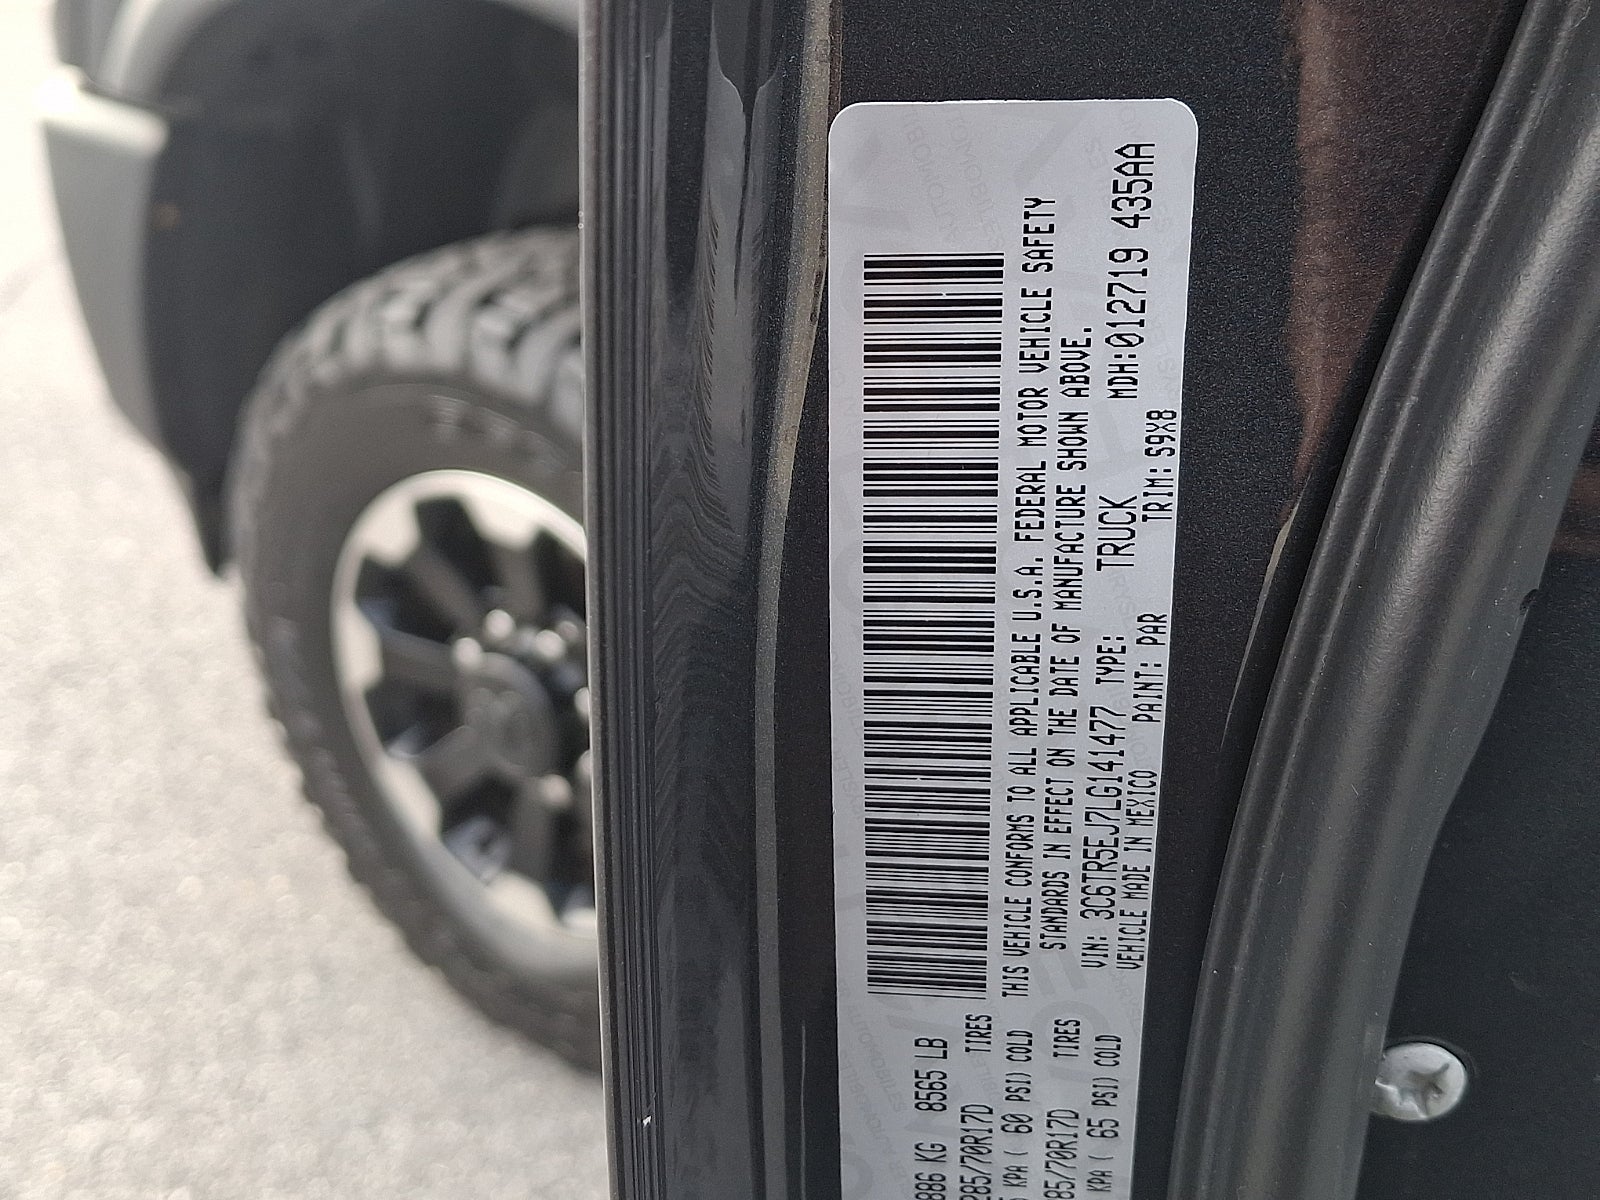 886 KG 8565 LB
285/70R17D TIRES
KPA ( 60 PSI) COLD
85/70R17D TIRES
KPA ( 65 PSI) COLD
THIS VEHICLE CONFORMS TO ALL APPLICABLE U.S.A. FEDERAL MOTOR VEHICLE SAFETY
STANDARDS IN EFFECT ON THE DATE OF MANUFACTURE SHOWN ABOVE.
VIN: 3C6TR5EJ7LG141477 TYPE: TRUCK MDH:012719 435AA
VEHICLE MADE IN MEXICO PAINT: PAR TRIM: S9X8